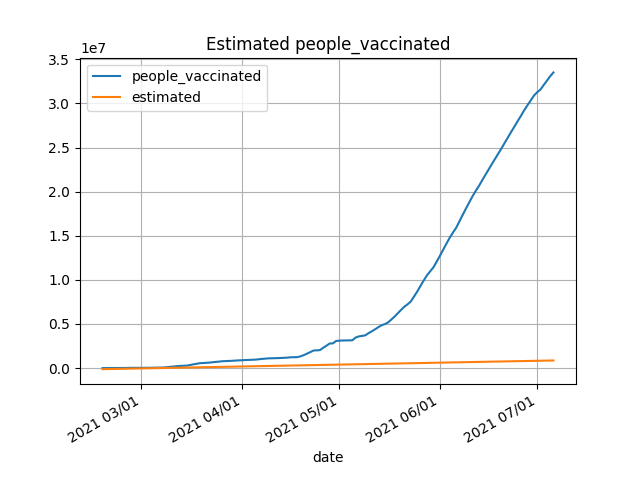 Estimated people_vaccinated
1e7
people_vaccinated
estimated
3.5
3.0
2.5
2.0
1.5
1.0
0.5
0.0
2021 03/01
2021 04/01
2021 05/01
2021 06/01
2021 07/01
date